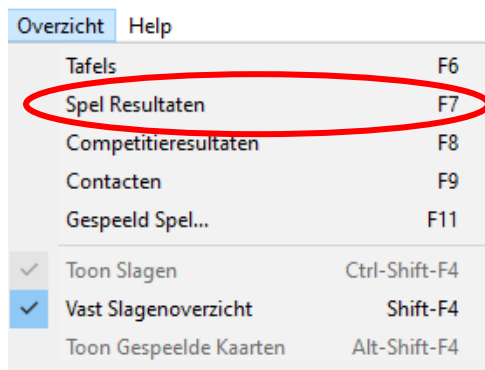 Overzicht Help
Tafels F6
Spel Resultaten F7
Competitieresultaten F8
Contacten F9
Gespeeld Spel... F11
Toon Slagen Ctrl-Shift-F4
Vast Slagenoverzicht Shift-F4
Toon Gespeelde Kaarten Alt-Shift-F4